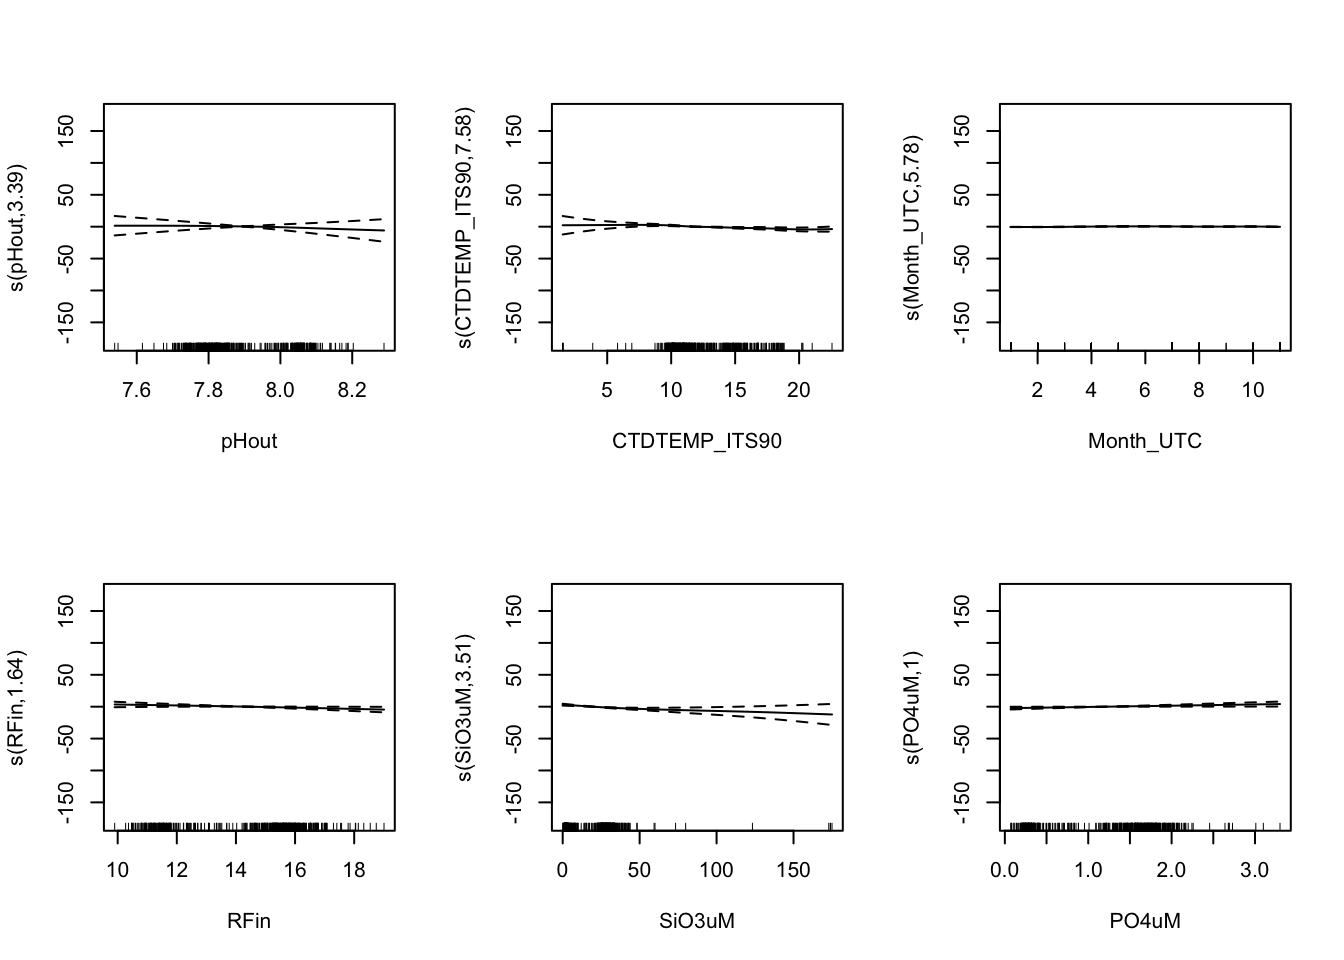 s(pHout,3.39)
150
50
-50
-150
7.6 7.8 8.0 8.2
pHout
s(CTDTEMP_ITS90,7.58)
150
50
-50
-150
5 10 15 20
CTDTEMP_ITS90
s(Month_UTC,5.78)
150
50
-50
-150
2 4 6 8 10
Month_UTC
s(RFin,1.64)
150
50
-50
-150
10 12 14 16 18
RFin
s(SiO3uM,3.51)
150
50
-50
-150
0 50 100 150
SiO3uM
s(PO4uM,1)
150
50
-50
-150
0.0 1.0 2.0 3.0
PO4uM